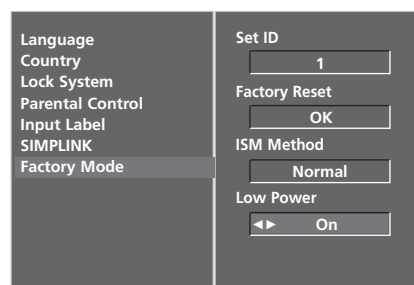 Language
Country
Lock System
Parental Control
Input Label
SIMPLINK
Factory Mode
Set ID
1
Factory Reset
OK
ISM Method
Normal
Low Power
◄► On